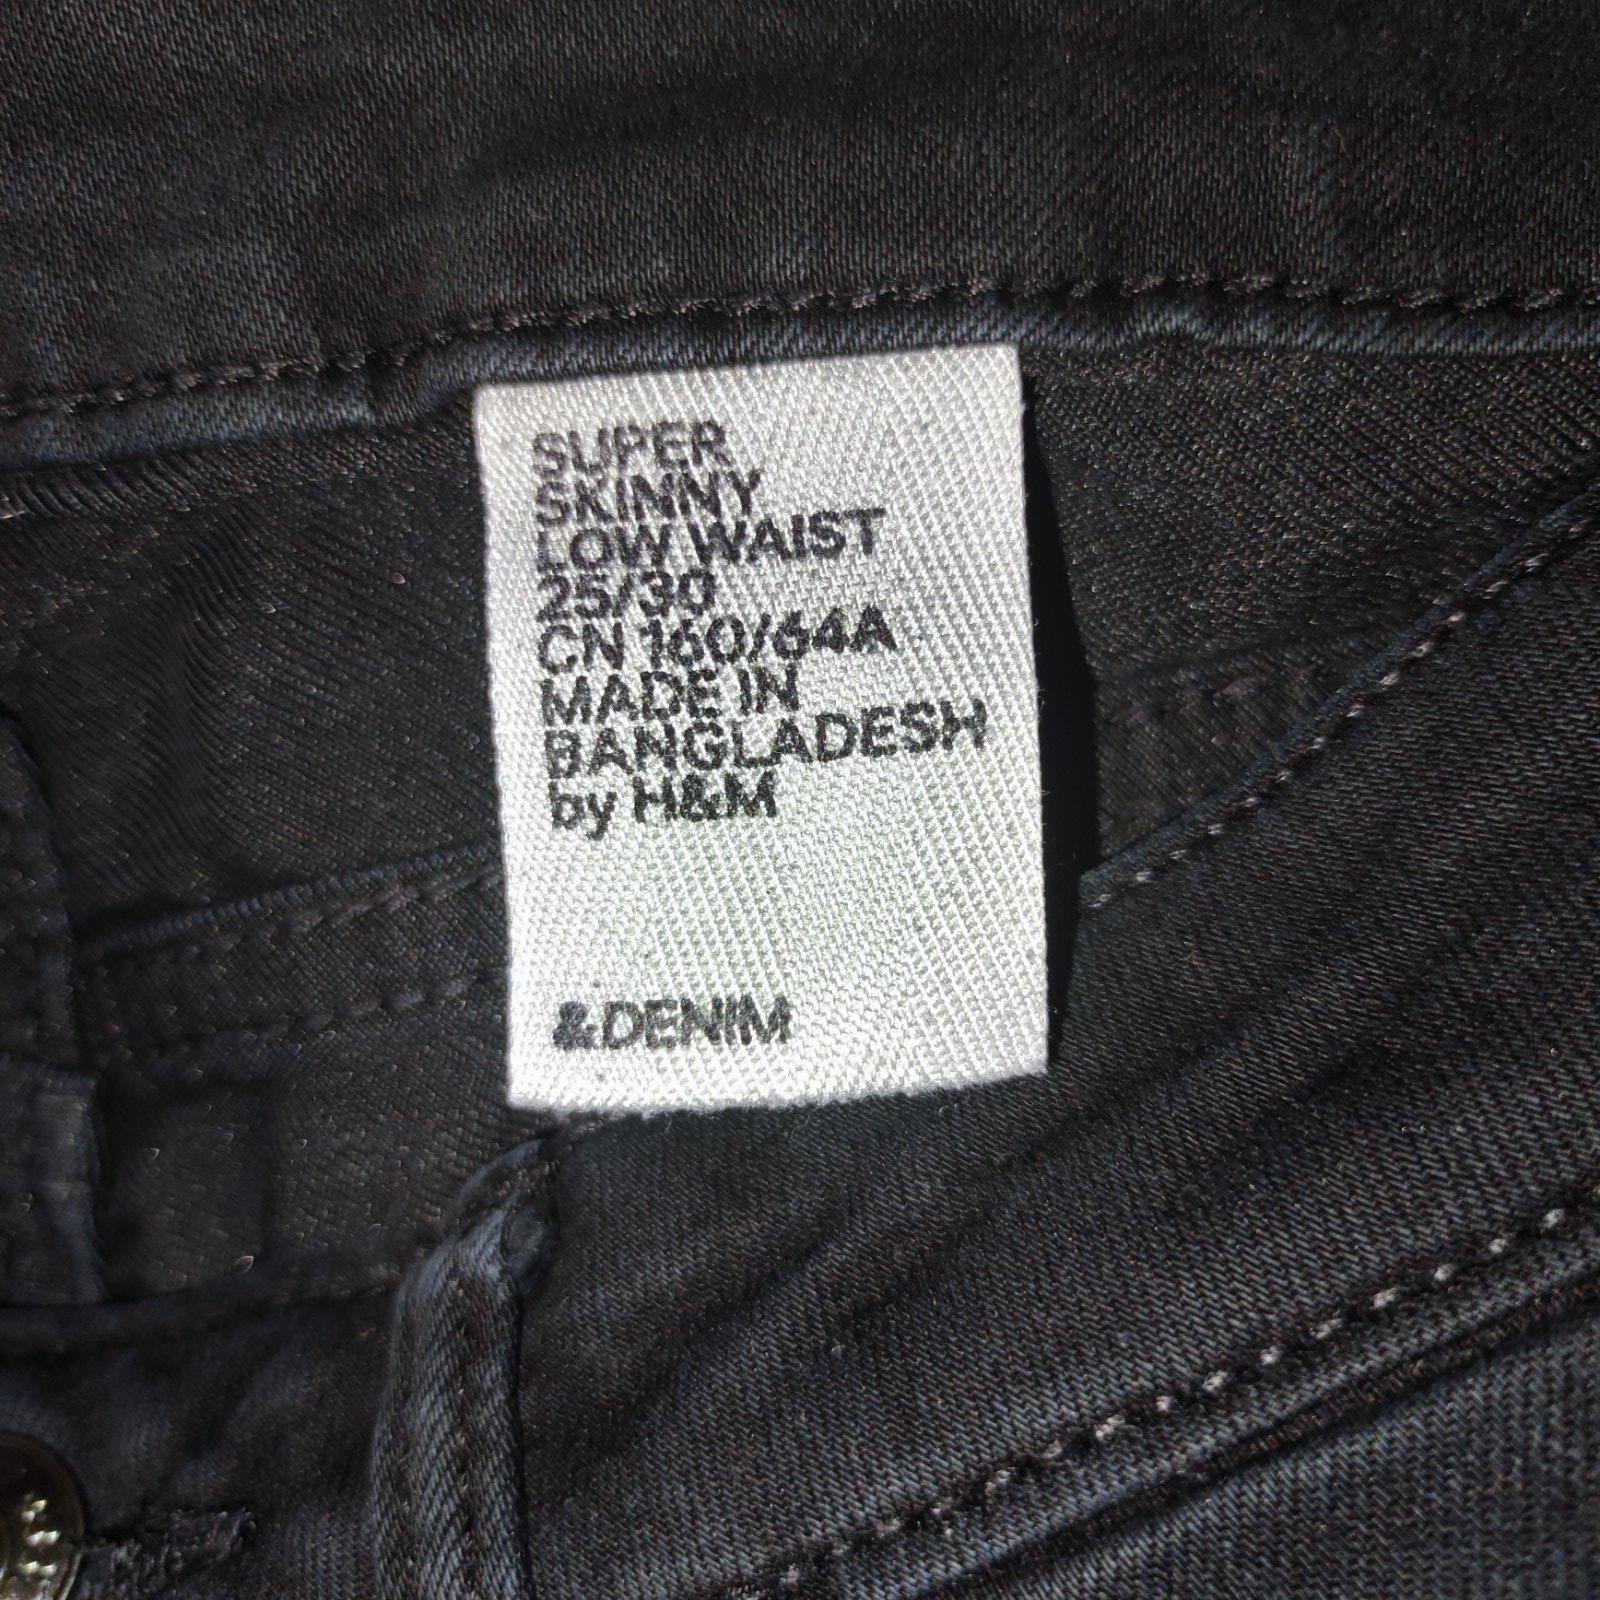 SUPER
SKINNY
LOW WAIST
25/30
CN 160/64A
MADE IN
BANGLADESH
by H&M
&DENIM